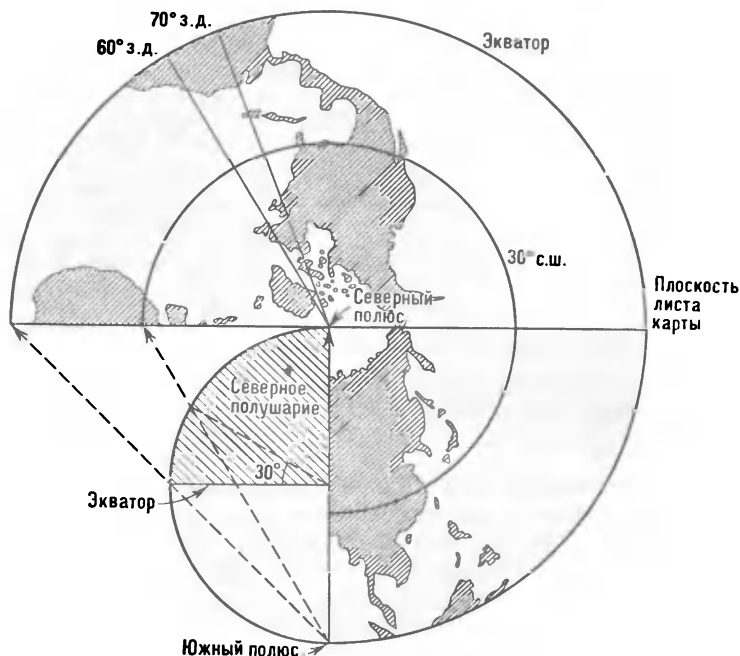 70° з.д.
60° з.д.
Экватор
30° с.ш.
Плоскость
листа
карты
Северный
полюс
Северное
полушарие
30°
Экватор
Южный полюс